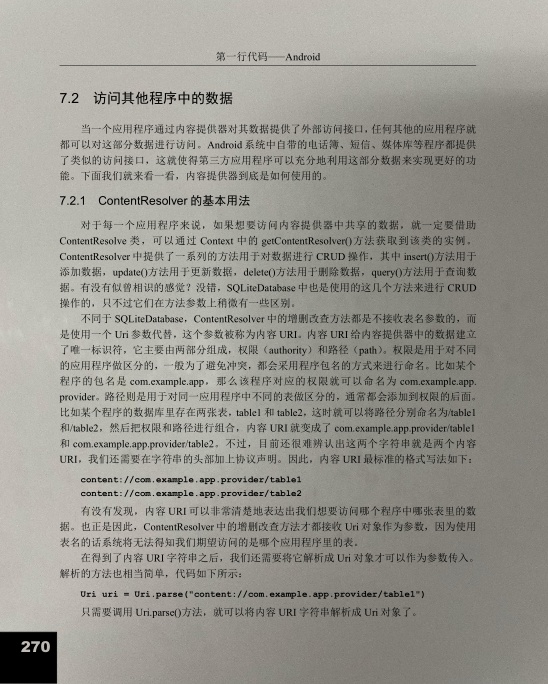 第一行代码——Android
7.2 访问其他程序中的数据
当一个应用程序通过内容提供器对其数据提供了外部访问接口，任何其他的应用程序就
都可以对这部分数据进行访问。Android 系统中自带的电话簿、短信、媒体库等程序都提供
了类似的访问接口，这就使得第三方应用程序可以充分地利用这部分数据来实现更好的功
能。下面我们就来看一看，内容提供器到底是如何使用的。
7.2.1 ContentResolver 的基本用法
对于每一个应用程序来说，如果想要访问内容提供器中共享的数据，就一定要借助
ContentResolve 类，可以通过 Context 中的 getContentResolver()方法获取到该类的实例。
ContentResolver 中提供了一系列的方法用于对数据进行 CRUD 操作，其中 insert()方法用于
添加数据，update()方法用于更新数据，delete()方法用于删除数据，query()方法用于查询数
据。有没有似曾相识的感觉？没错，SQLiteDatabase 中也是使用的这几个方法来进行 CRUD
操作的，只不过它们在方法参数上稍微有一些区别。
不同于 SQLiteDatabase，ContentResolver 中的增删改查方法都是不接收表名参数的，而
是使用一个 Uri 参数代替，这个参数被称为内容 URI。内容 URI 给内容提供器中的数据建立
了唯一标识符，它主要由两部分组成，权限（authority）和路径（path）。权限是用于对不同
的应用程序做区分的，一般为了避免冲突，都会采用程序包名的方式来进行命名。比如某个
程序的包名是 com.example.app，那么该程序对应的权限就可以命名为 com.example.app.
provider。路径则是用于对同一应用程序中不同的表做区分的，通常都会添加到权限的后面。
比如某个程序的数据库里存在两张表，table1 和 table2，这时就可以将路径分别命名为/table1
和/table2，然后把权限和路径进行组合，内容 URI 就变成了 com.example.app.provider/table1
和 com.example.app.provider/table2。不过，目前还很难辨认出这两个字符串就是两个内容
URI，我们还需要在字符串的头部加上协议声明。因此，内容 URI 最标准的格式写法如下：
content://com.example.app.provider/table1
content://com.example.app.provider/table2
有没有发现，内容 URI 可以非常清楚地表达出我们想要访问哪个程序中哪张表里的数
据。也正是因此，ContentResolver 中的增删改查方法才都接收 Uri 对象作为参数，因为使用
表名的话系统将无法得知我们期望访问的是哪个应用程序里的表。
在得到了内容 URI 字符串之后，我们还需要将它解析成 Uri 对象才可以作为参数传入。
解析的方法也相当简单，代码如下所示：
Uri uri = Uri.parse("content://com.example.app.provider/table1")
只需要调用 Uri.parse()方法，就可以将内容 URI 字符串解析成 Uri 对象了。
270